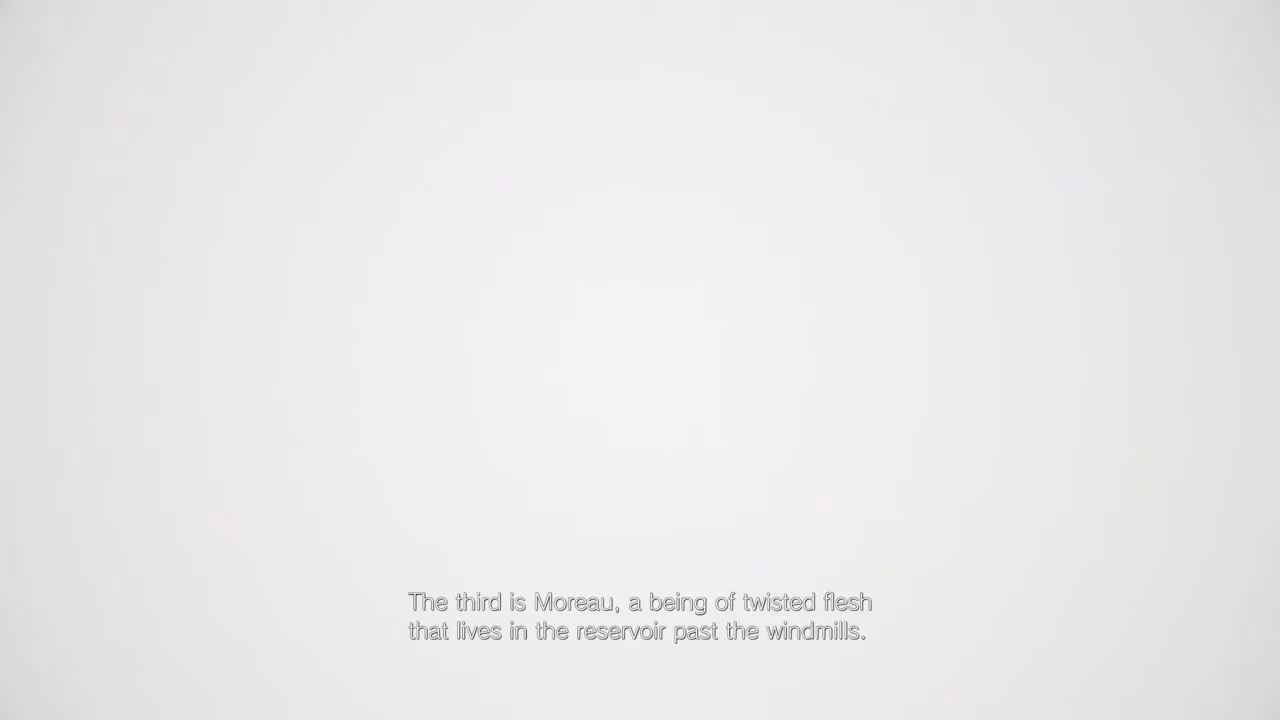 The third is Moreau, a being of twisted flesh
that lives in the reservoir past the windmills.